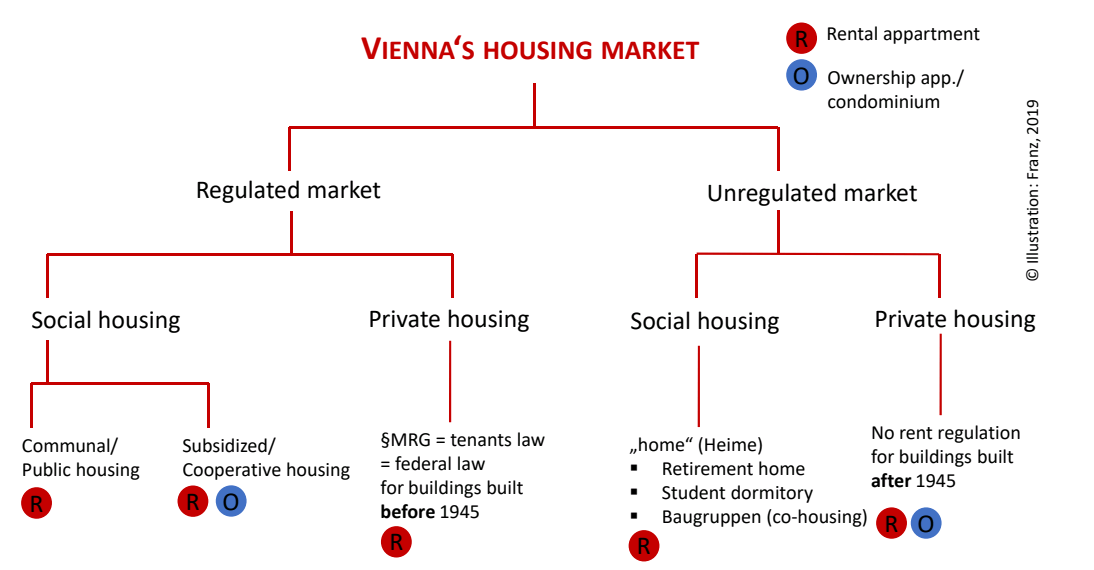 VIENNA‘S HOUSING MARKET
R Rental appartment
O Ownership app./
condominium
© Illustration: Franz, 2019
Regulated market
Unregulated market
Social housing
Private housing
Social housing
Private housing
Communal/
Public housing
R
Subsidized/
Cooperative housing
R O
§MRG = tenants law
= federal law
for buildings built
before 1945
R
„home“ (Heime)
▪ Retirement home
▪ Student dormitory
▪ Baugruppen (co-housing)
R
No rent regulation
for buildings built
after 1945
R O